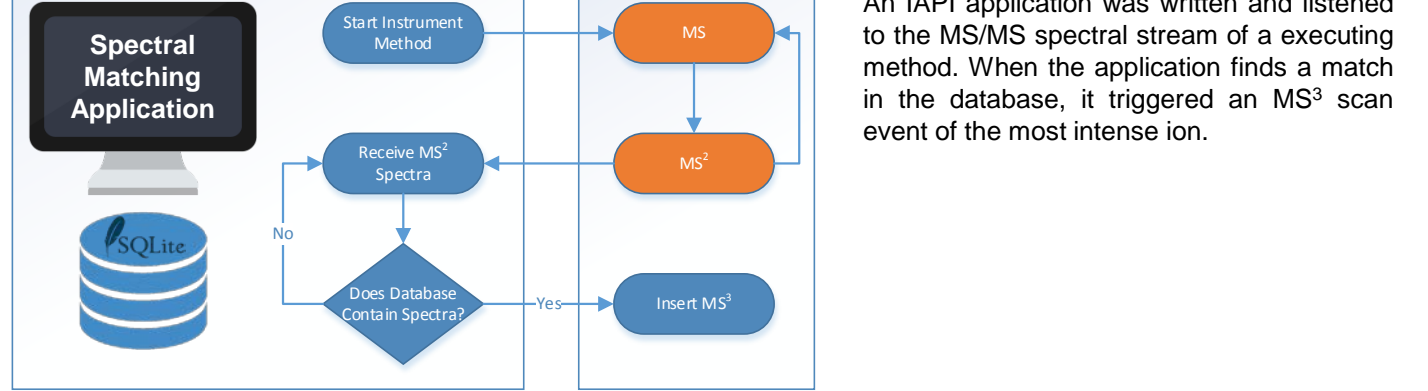 Spectral
Matching
Application
SQLite
Start Instrument
Method
MS
Receive MS²
Spectra
MS²
No
Does Database
Contain Spectra?
Yes
Insert MS³
An IAPI application was written and listened
to the MS/MS spectral stream of a executing
method. When the application finds a match
in the database, it triggered an MS³ scan
event of the most intense ion.